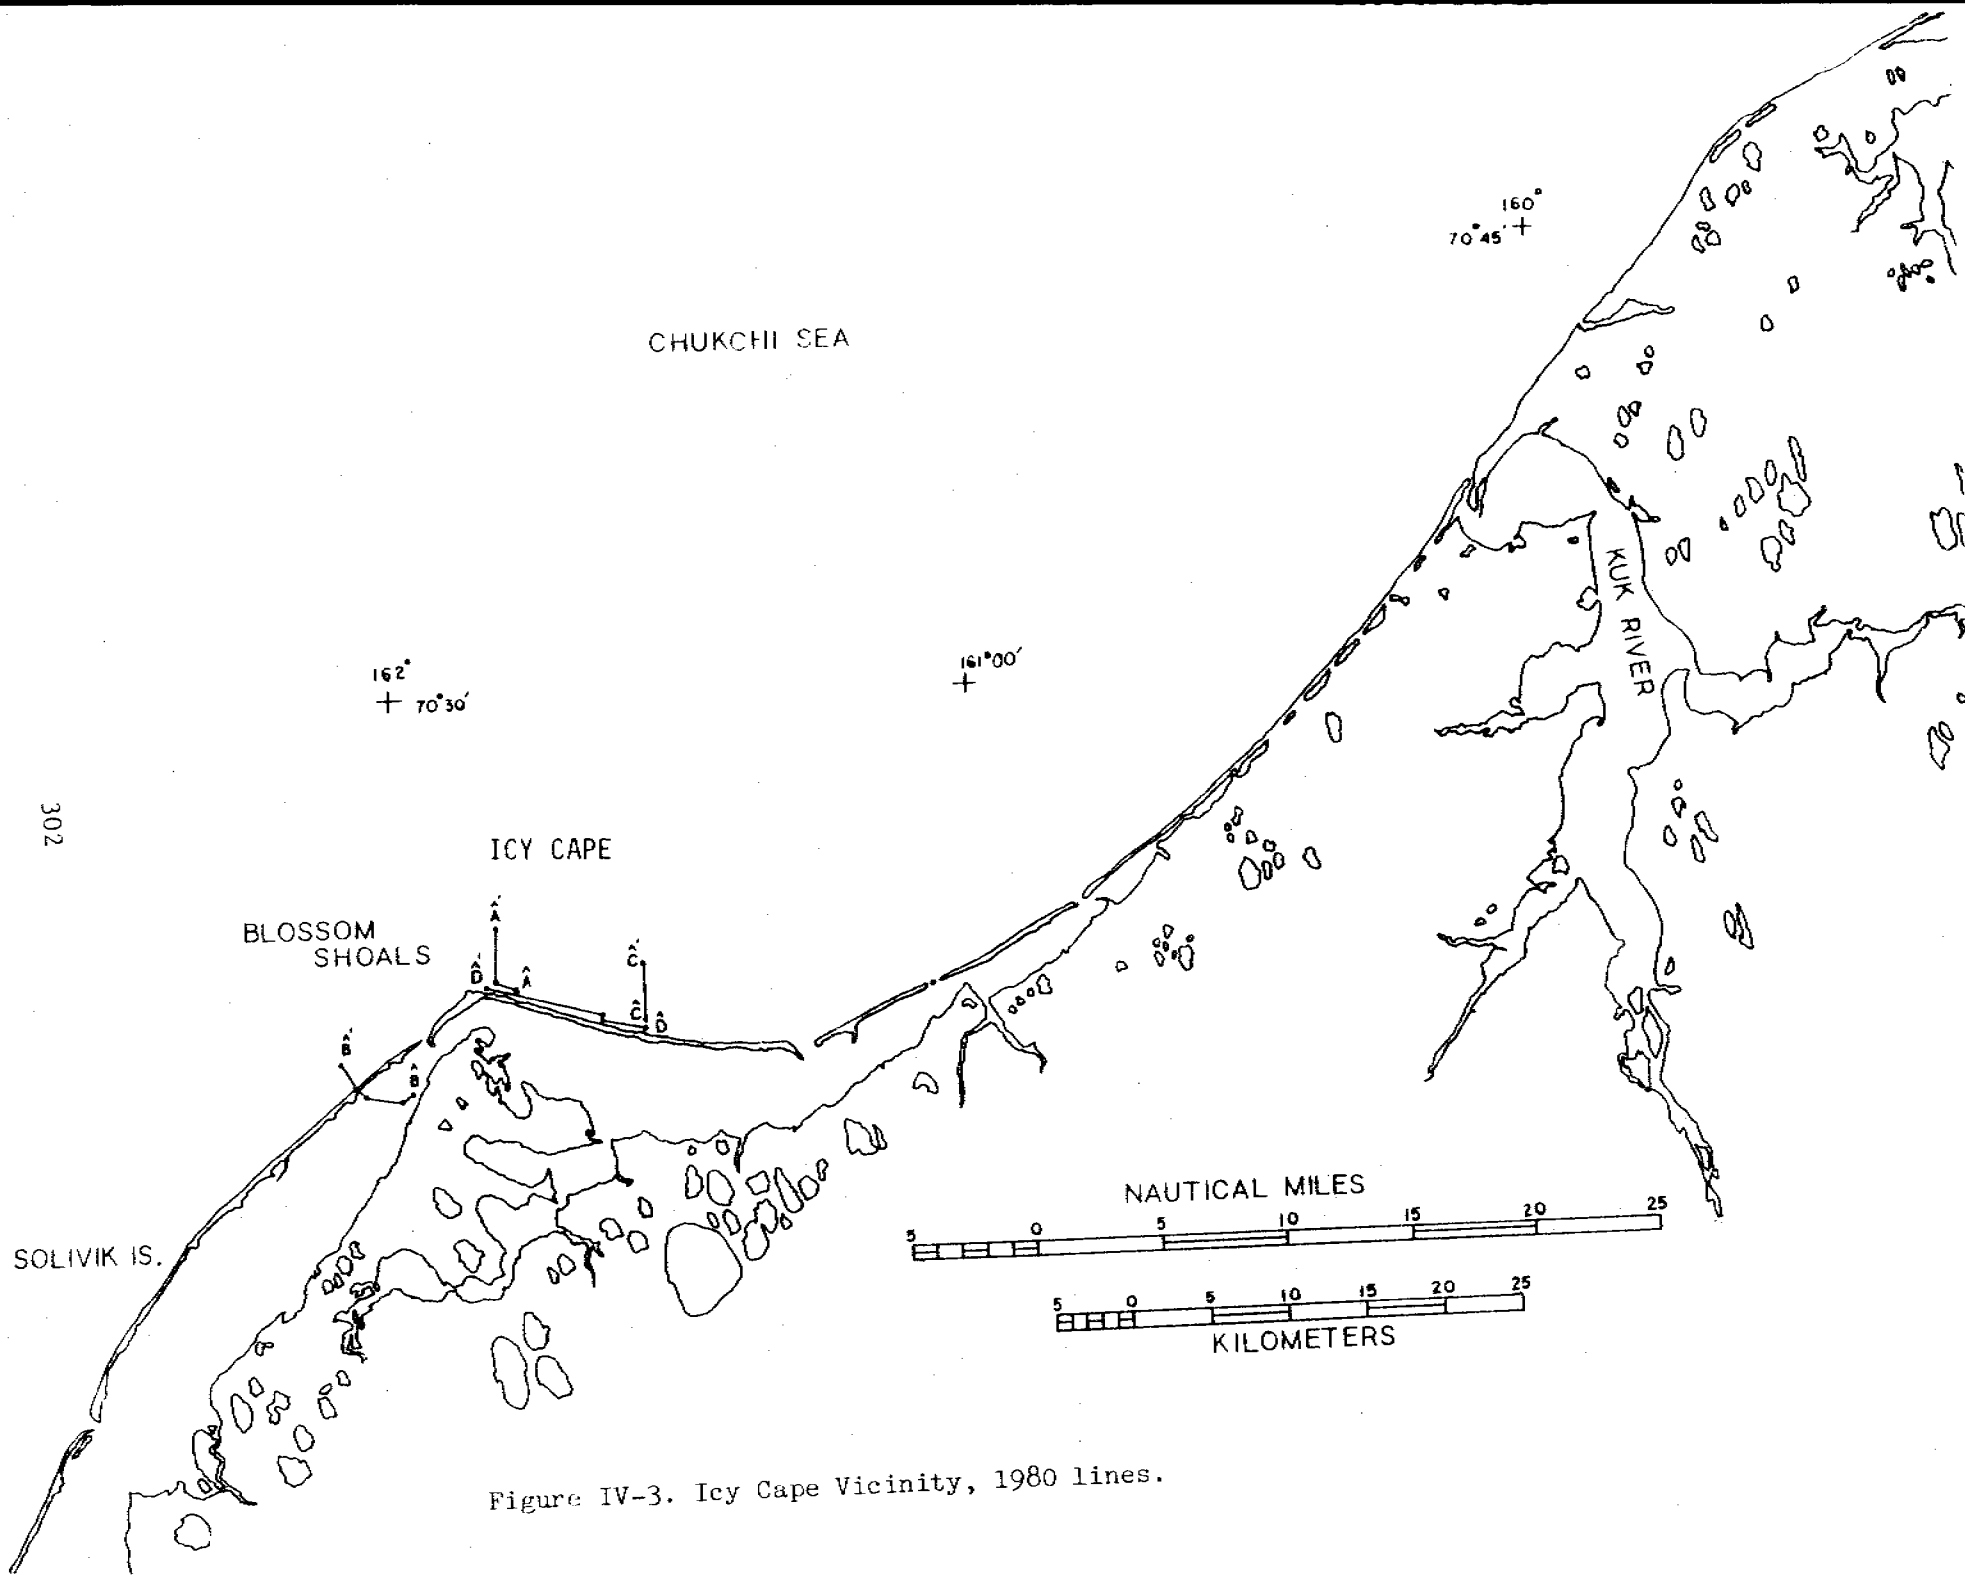 160°
70°45'
CHUKCHI SEA
162°
70°30'
161°00'
KUK RIVER
302
ICY CAPE
BLOSSOM
SHOALS
Â'
D̂'
Â
Ĉ'
Ĉ
D̂
B̂'
B̂
SOLIVIK IS.
NAUTICAL MILES
5 0 5 10 15 20 25
5 0 5 10 15 20 25
KILOMETERS
Figure IV-3. Icy Cape Vicinity, 1980 lines.